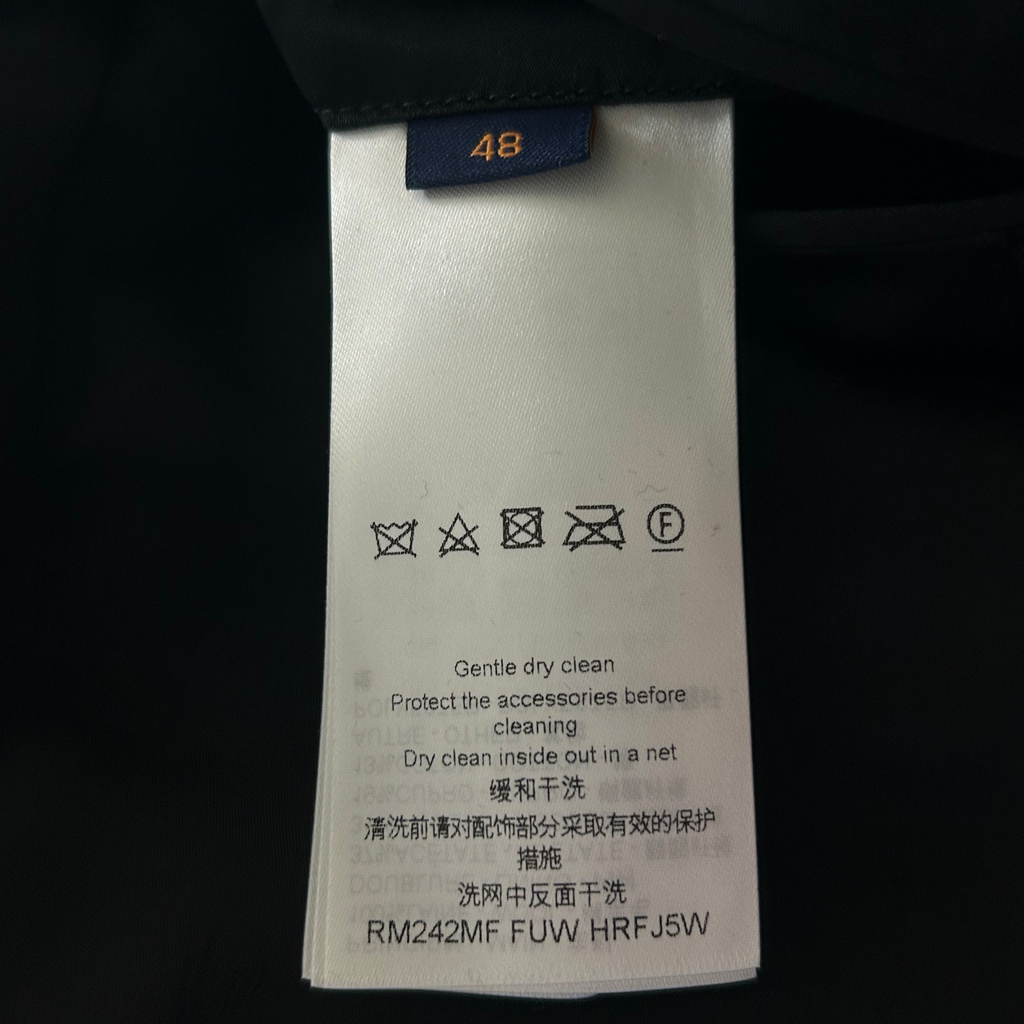 48
F
Gentle dry clean
Protect the accessories before
cleaning
Dry clean inside out in a net
缓和干洗
清洗前请对配饰部分采取有效的保护
措施
洗网中反面干洗
RM242MF FUW HRFJ5W